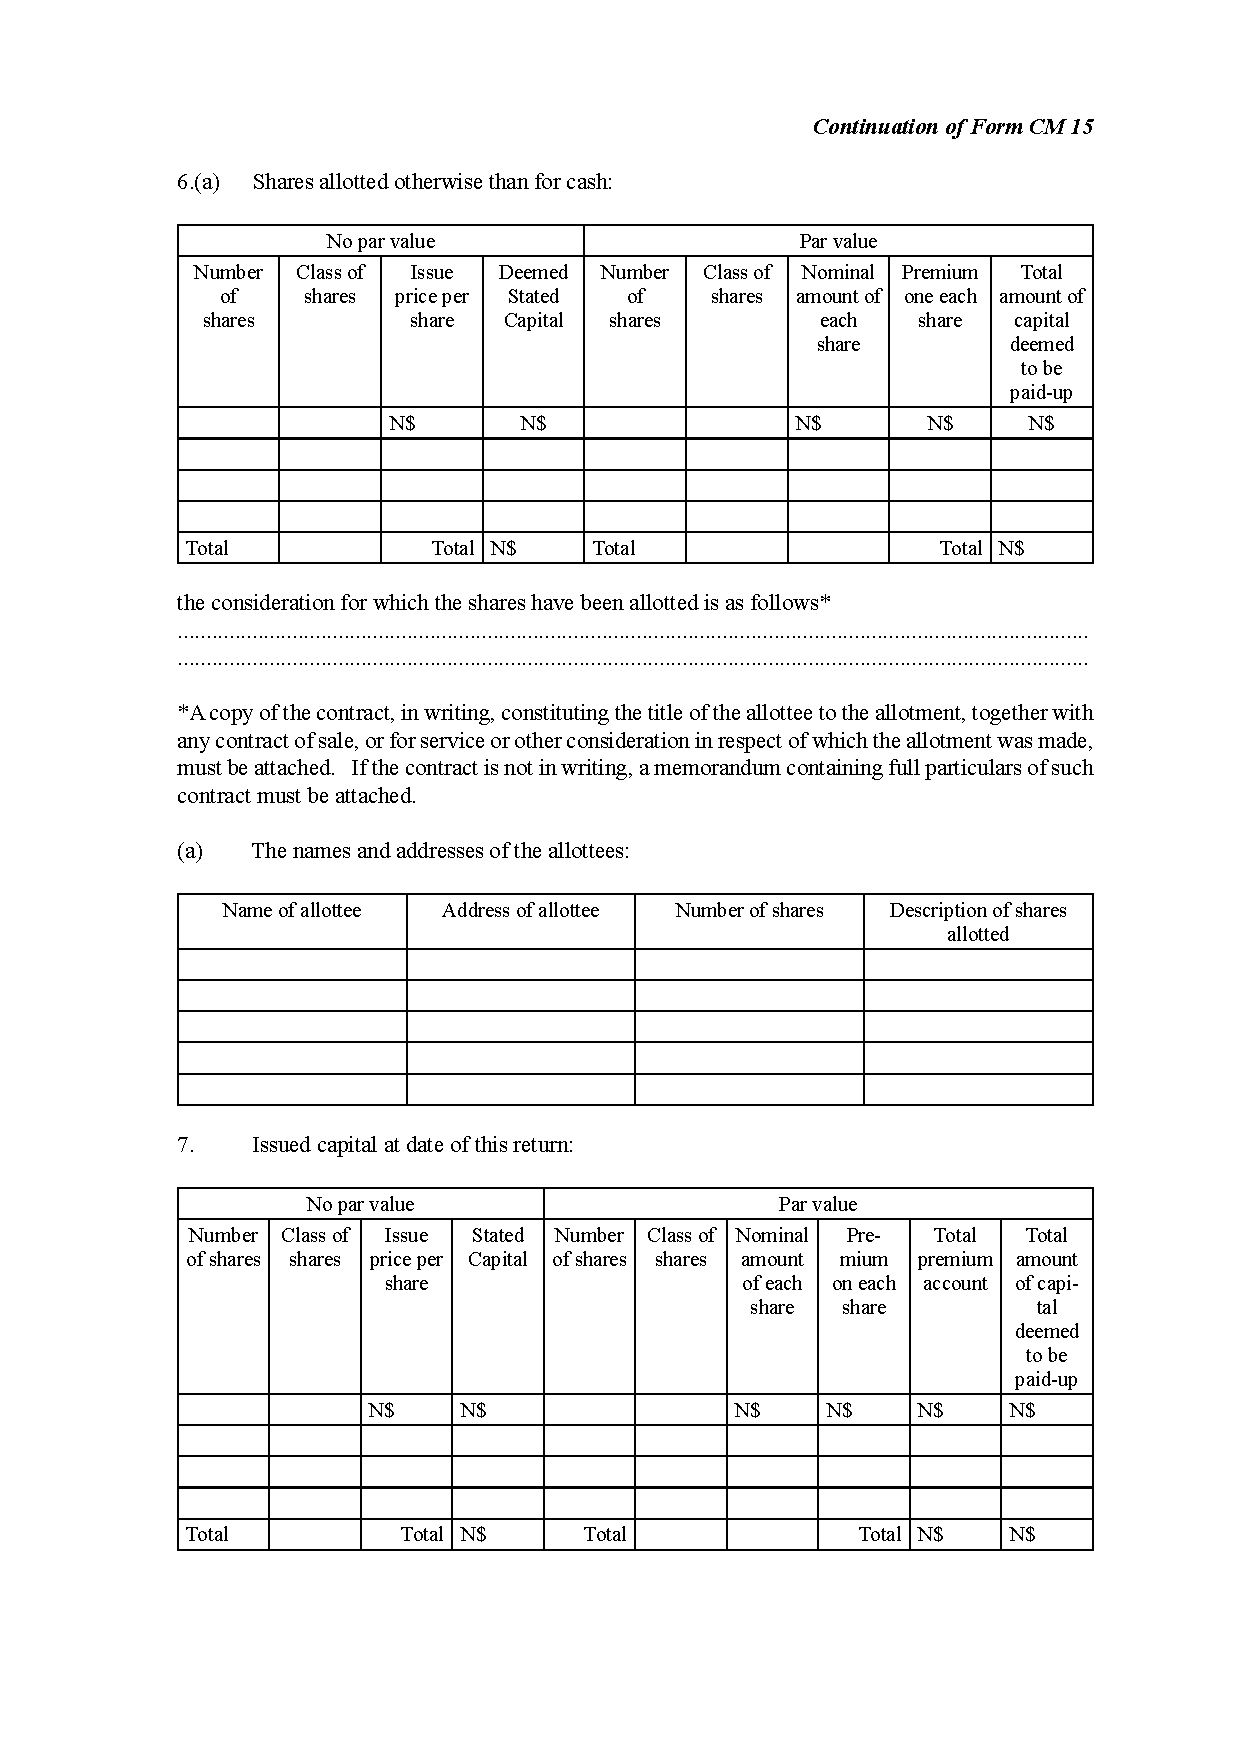 Continuation of Form CM 15
6.(a) Shares allotted otherwise than for cash:
No par value Par value
Number Class of Issue Deemed Number Class of Nominal Premium Total
of shares price per Stated of shares amount of one each amount of
shares share Capital shares each share capital
share deemed
to be
paid-up
N$ N$ N$ N$ N$
Total Total N$ Total Total N$
the consideration for which the shares have been allotted is as follows*
................................................................................................................................................................
................................................................................................................................................................
*A copy of the contract, in writing, constituting the title of the allottee to the allotment, together with
any contract of sale, or for service or other consideration in respect of which the allotment was made,
must be attached. If the contract is not in writing, a memorandum containing full particulars of such
contract must be attached.
(a) The names and addresses of the allottees:
Name of allottee Address of allottee Number of shares Description of shares
allotted
7. Issued capital at date of this return:
No par value Par value
Number Class of Issue Stated Number Class of Nominal Pre- Total Total
of shares shares price per Capital of shares shares amount mium premium amount
share of each on each account of capi-
share share tal
deemed
to be
paid-up
N$ N$ N$ N$ N$ N$
Total Total N$ Total Total N$ N$